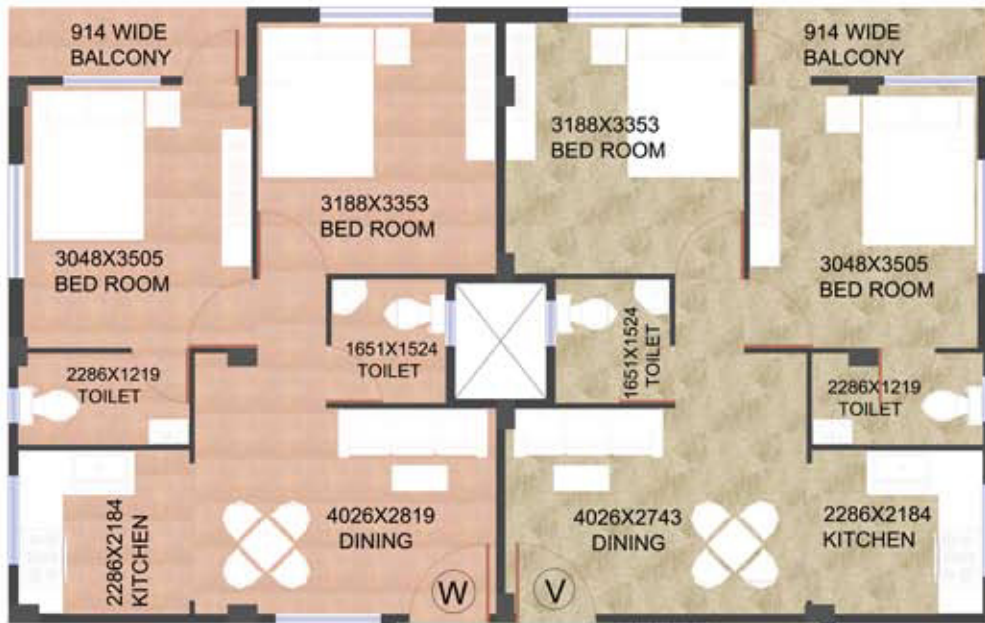 914 WIDE
BALCONY
914 WIDE
BALCONY
3188X3353
BED ROOM
3188X3353
BED ROOM
3048X3505
BED ROOM
3048X3505
BED ROOM
1651X1524
TOILET
1651X1524
TOILET
2286X1219
TOILET
2286X1219
TOILET
2286X2184
KITCHEN
4026X2819
DINING
4026X2743
DINING
2286X2184
KITCHEN
W
V